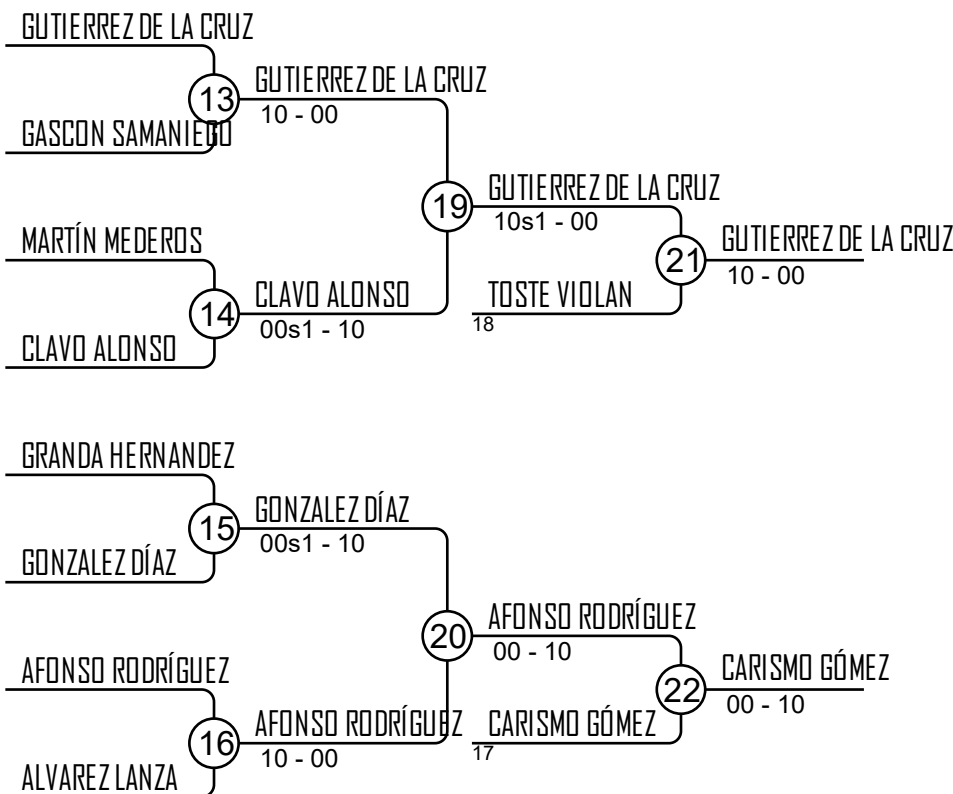 GUTIERREZ DE LA CRUZ
13
GUTIERREZ DE LA CRUZ
10 - 00
GASCON SAMANIEGO
19
GUTIERREZ DE LA CRUZ
10s1 - 00
MARTÍN MEDEROS
21
GUTIERREZ DE LA CRUZ
10 - 00
14
CLAVO ALONSO
00s1 - 10
TOSTE VIOLAN
18
CLAVO ALONSO
GRANDA HERNANDEZ
15
GONZALEZ DÍAZ
00s1 - 10
GONZALEZ DÍAZ
20
AFONSO RODRÍGUEZ
00 - 10
AFONSO RODRÍGUEZ
22
CARISMO GÓMEZ
00 - 10
16
AFONSO RODRÍGUEZ
10 - 00
CARISMO GÓMEZ
17
ALVAREZ LANZA